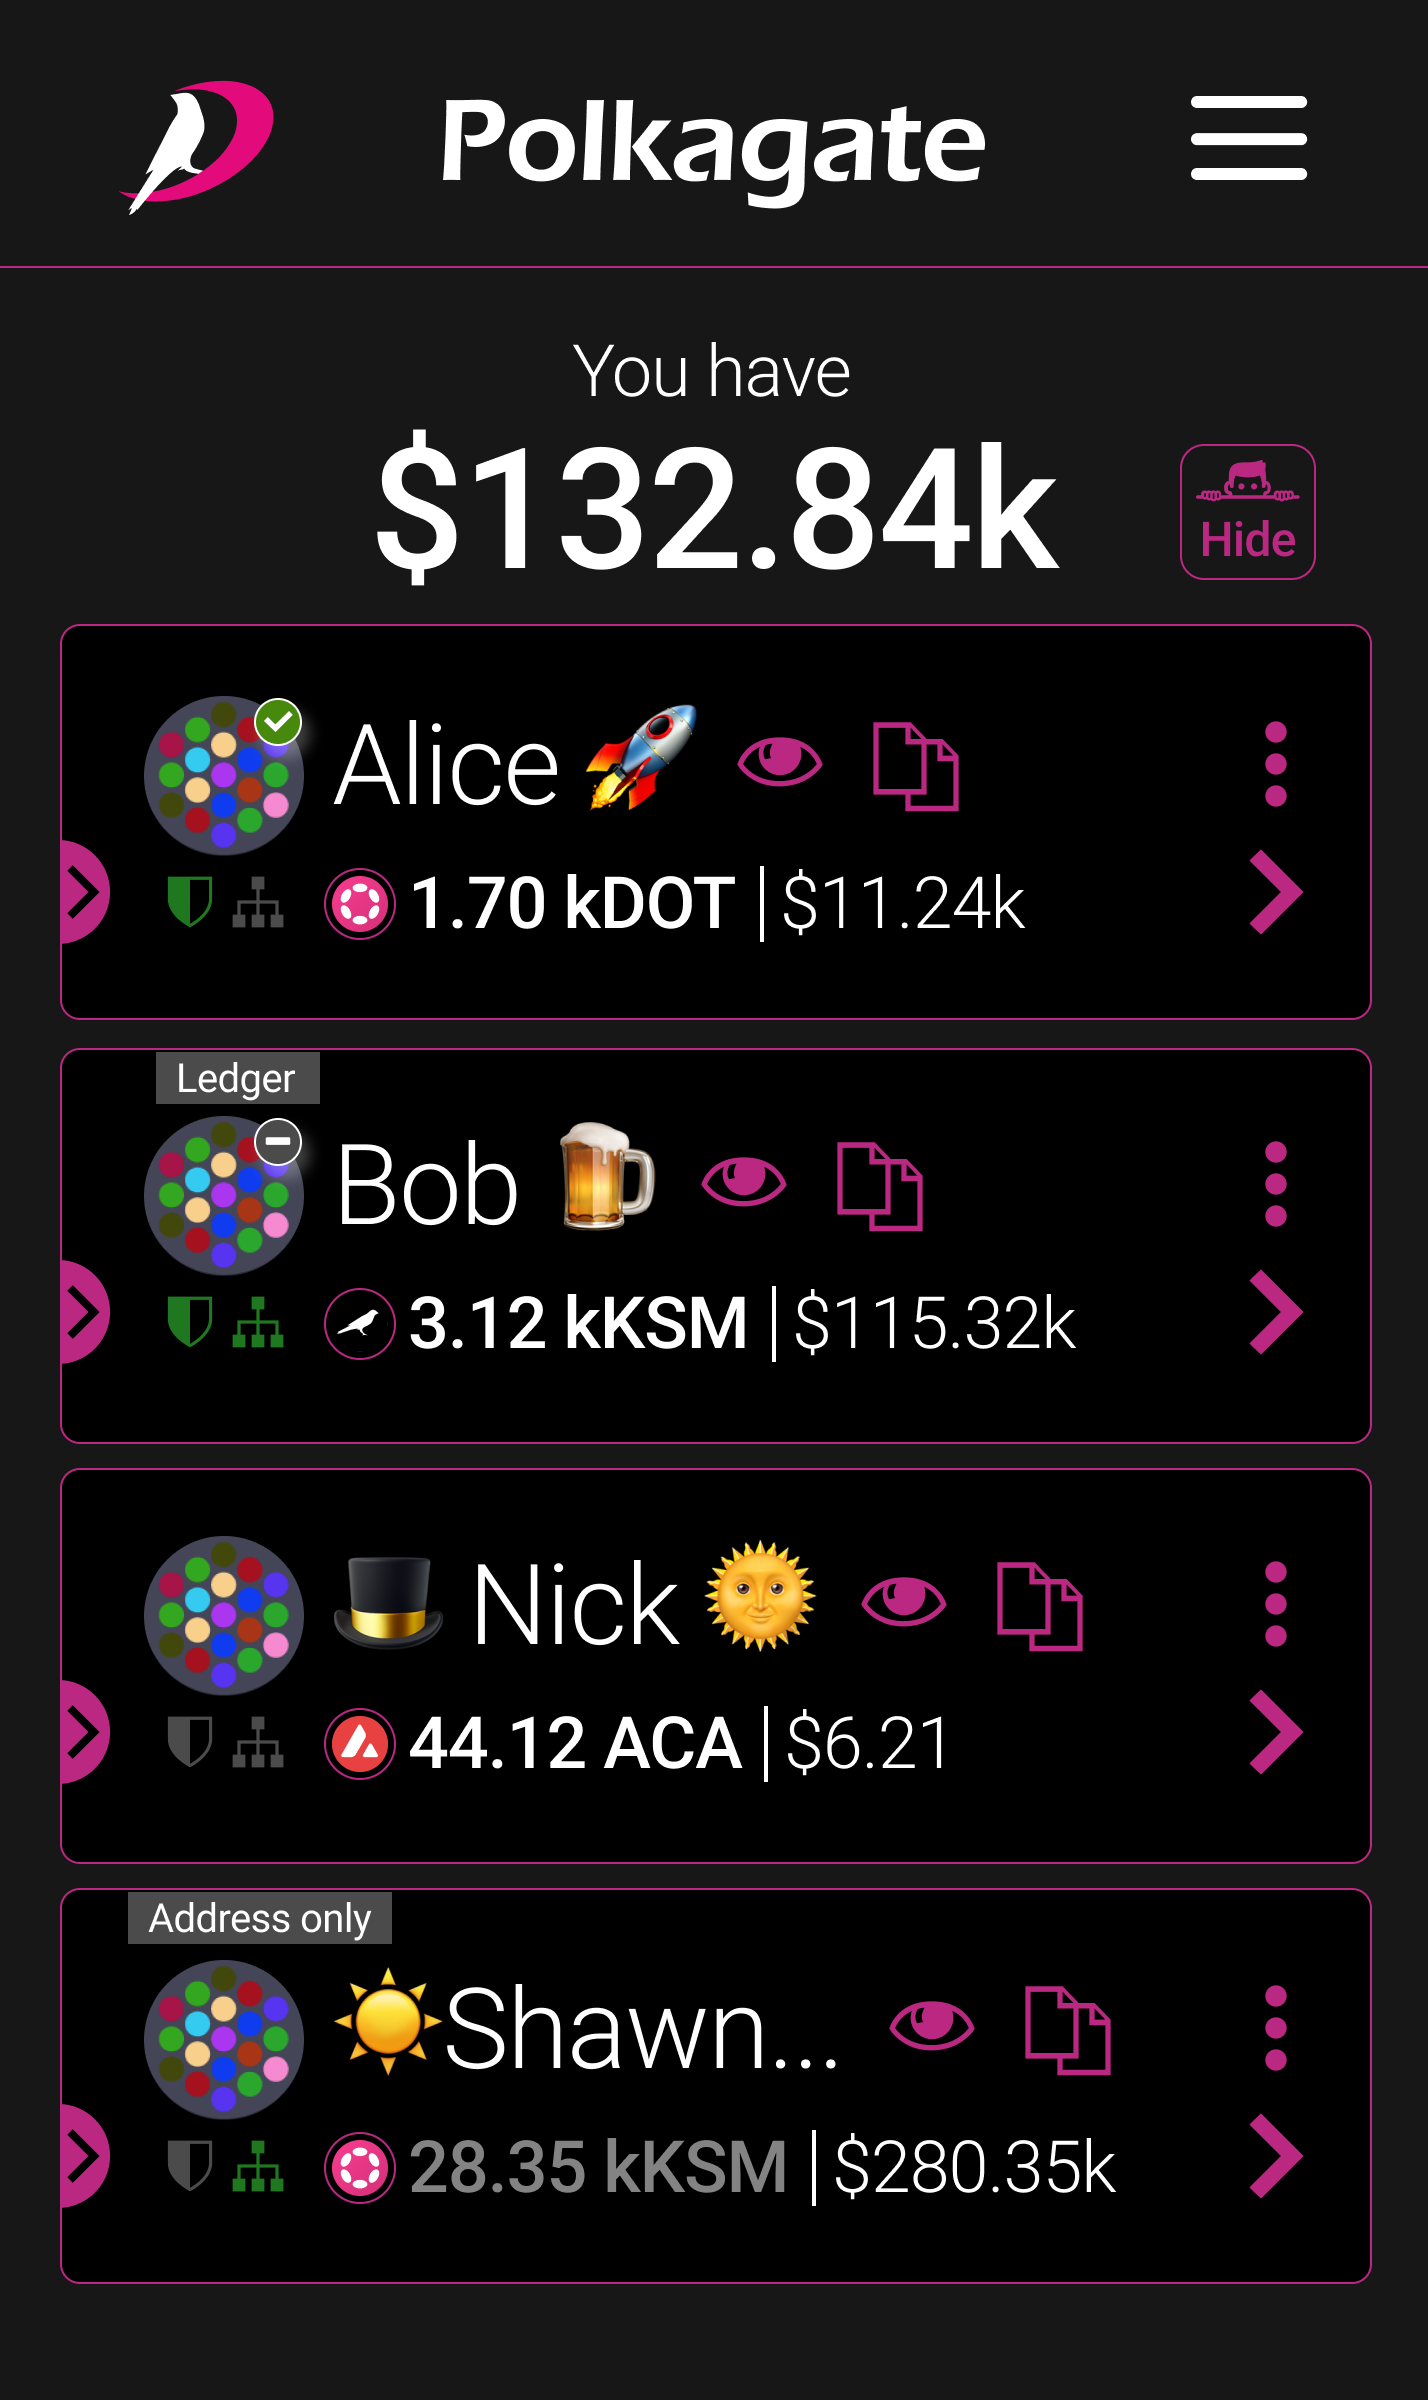 Polkagate
You have
$132.84k
Hide
Alice 🚀
1.70 kDOT | $11.24k
Ledger
Bob 🍺
3.12 kKSM | $115.32k
🎩 Nick 🌞
44.12 ACA | $6.21
Address only
☀️Shawn...
28.35 kKSM | $280.35k